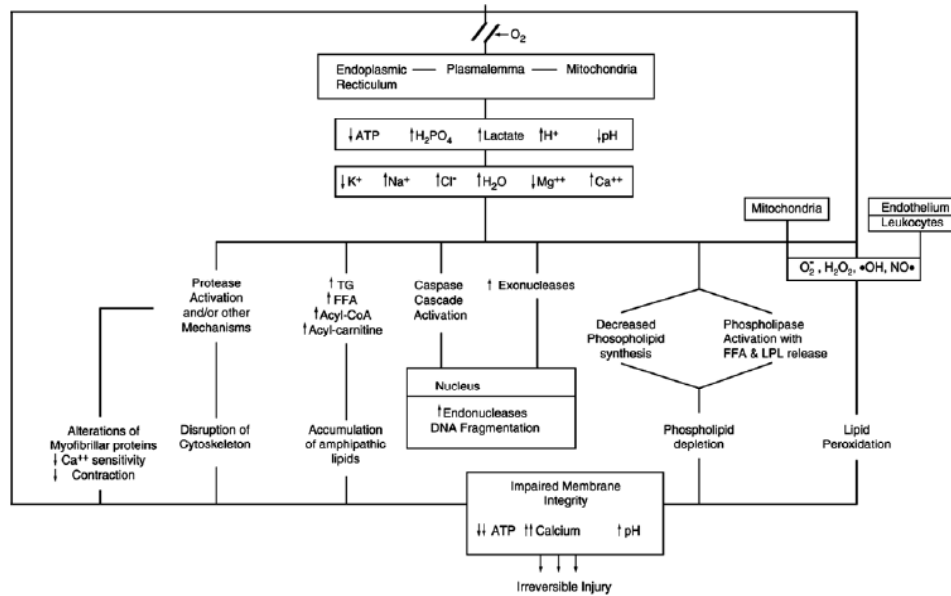 ←O₂
Endoplasmic — Plasmalemma — Mitochondria
Recticulum
↓ATP ↑H₂PO₄ ↑Lactate ↑H⁺ ↓pH
↓K⁺ ↑Na⁺ ↑Cl⁻ ↑H₂O ↓Mg⁺⁺ ↑Ca⁺⁺
Mitochondria
Endothelium
Leukocytes
O₂⁻, H₂O₂, •OH, NO•
Protease
Activation
and/or other
Mechanisms
↑ TG
↑ FFA
↑Acyl-CoA
↑Acyl-carnitine
Caspase
Cascade
Activation
↑ Exonucleases
Decreased
Phosopholipid
synthesis
Phospholipase
Activation with
FFA & LPL release
Nucleus
↑Endonucleases
DNA Fragmentation
Alterations of
Myofibrillar proteins
↓ Ca⁺⁺ sensitivity
↓ Contraction
Disruption of
Cytoskeleton
Accumulation
of amphipathic
lipids
Phospholipid
depletion
Lipid
Peroxidation
Impaired Membrane
Integrity
↓↓ ATP ↑↑ Calcium ↑ pH
↓ ↓ ↓
Irreversible Injury